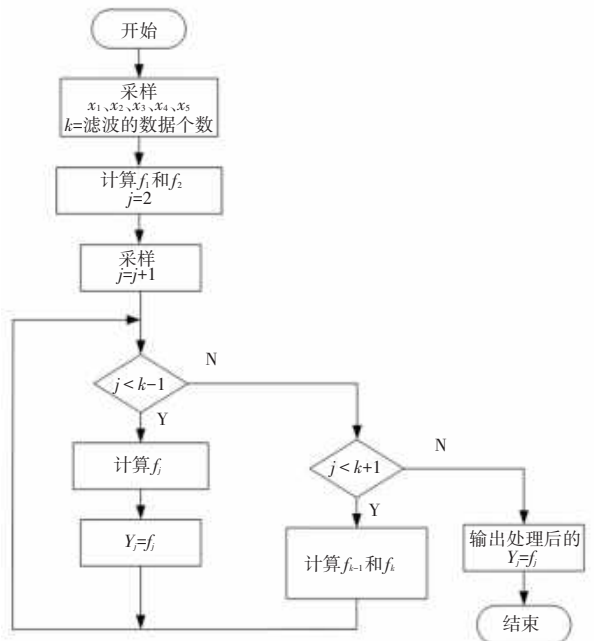 开始
采样
x₁、x₂、x₃、x₄、x₅
k=滤波的数据个数
计算f₁和f₂
j=2
采样
j=j+1
j<k-1
N
Y
计算fⱼ
Yⱼ=fⱼ
j<k+1
N
Y
计算fₖ₋₁和fₖ
输出处理后的
Yⱼ=fⱼ
结束